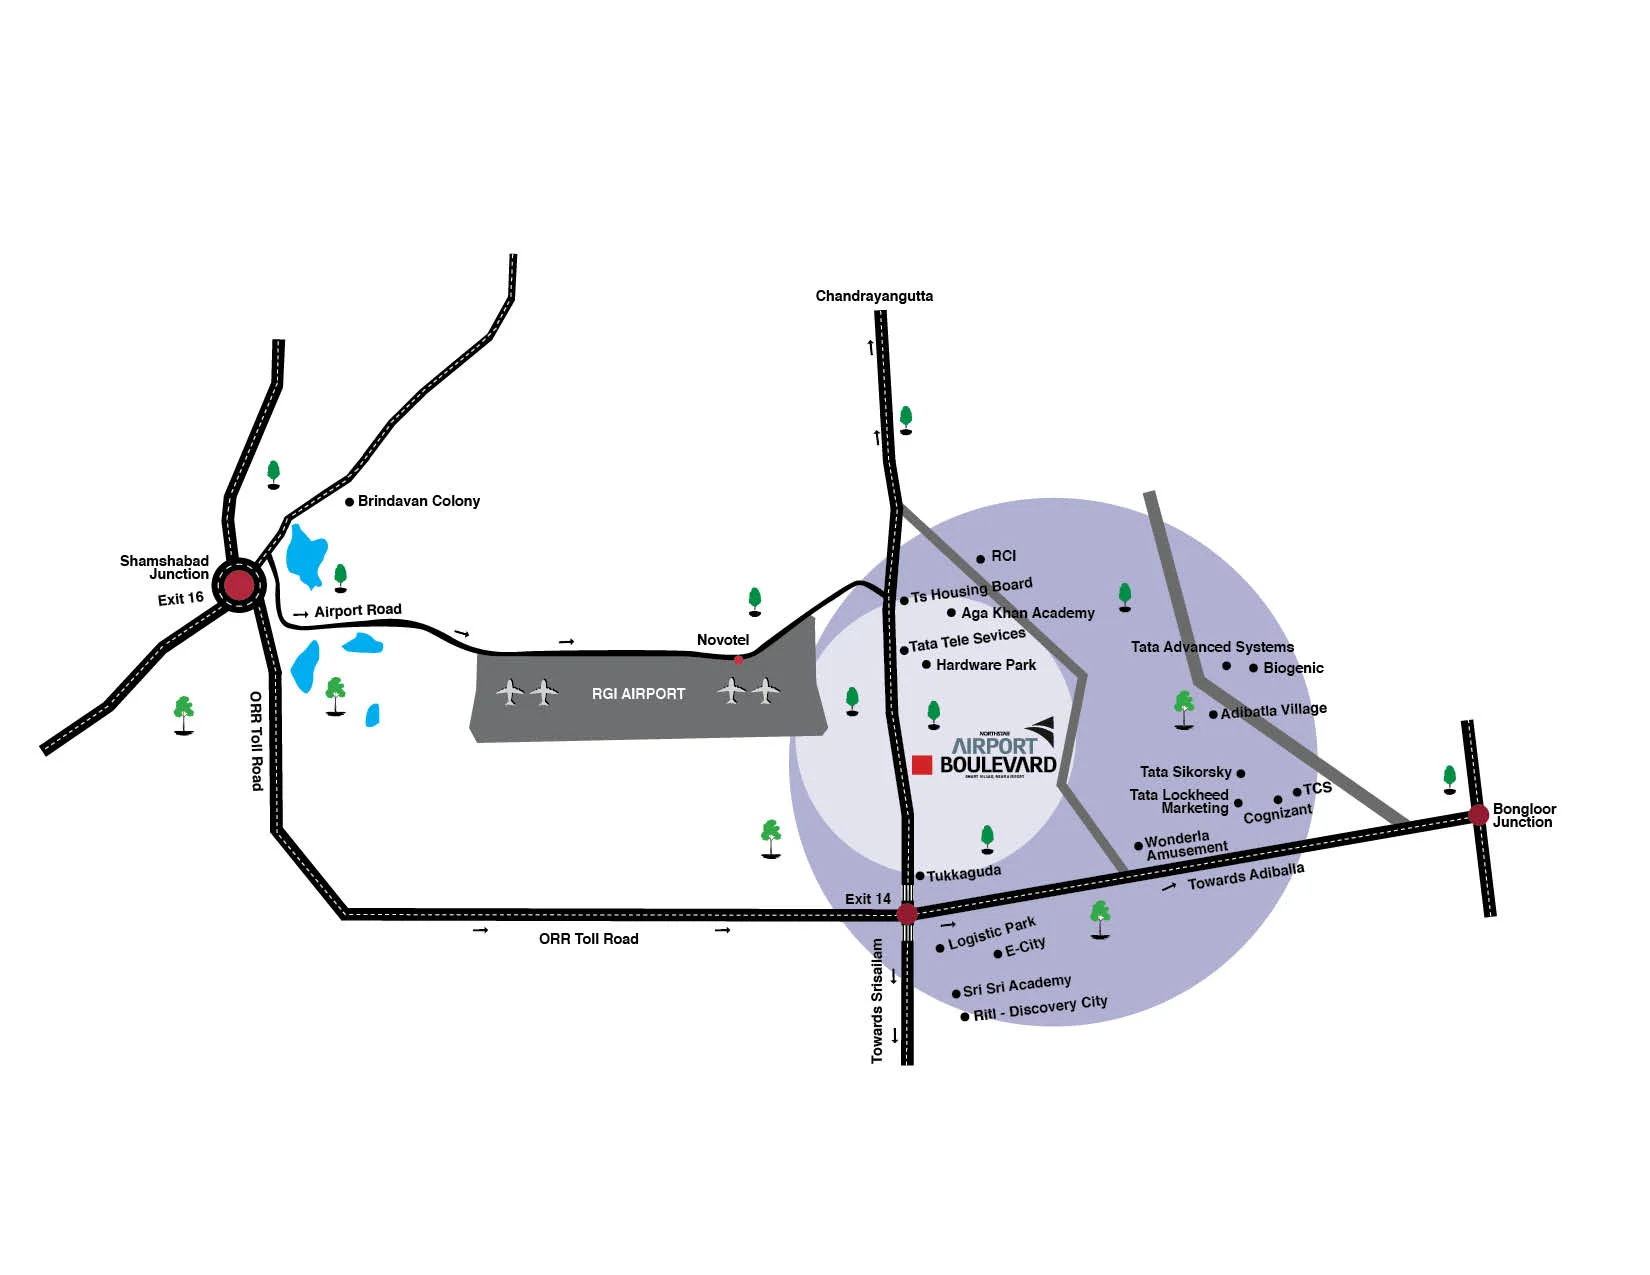 Chandrayangutta
Brindavan Colony
Shamshabad
Junction
Exit 16
Airport Road
Novotel
RGI AIRPORT
ORR Toll Road
RCI
Ts Housing Board
Aga Khan Academy
Tata Tele Sevices
Hardware Park
Tata Advanced Systems
Biogenic
Adibatla Village
NORTHSTAR
AIRPORT
BOULEVARD
Tata Sikorsky
Tata Lockheed
Marketing
TCS
Cognizant
Bongloor
Junction
Wonderla
Amusement
Tukkaguda
Towards Adiballa
Exit 14
ORR Toll Road
Logistic Park
E-City
Towards Srisailam
Sri Sri Academy
Ritl - Discovery City